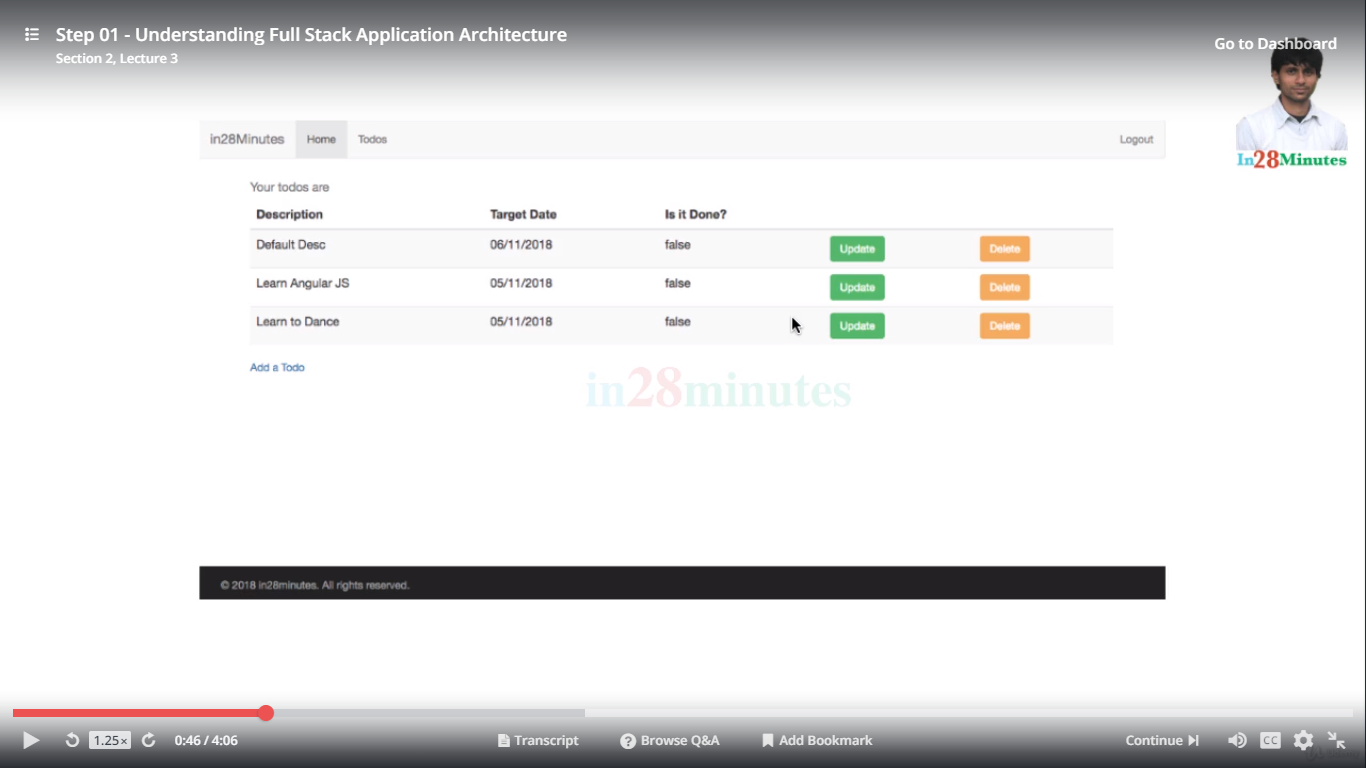 Step 01 - Understanding Full Stack Application Architecture
Section 2, Lecture 3
Go to Dashboard
In28Minutes
in28Minutes Home Todos Logout
Your todos are
Description Target Date Is it Done?
Default Desc 06/11/2018 false Update Delete
Learn Angular JS 05/11/2018 false Update Delete
Learn to Dance 05/11/2018 false Update Delete
Add a Todo
in28minutes
© 2018 in28minutes. All rights reserved.
1.25× 0:46 / 4:06 Transcript ? Browse Q&A Add Bookmark Continue CC